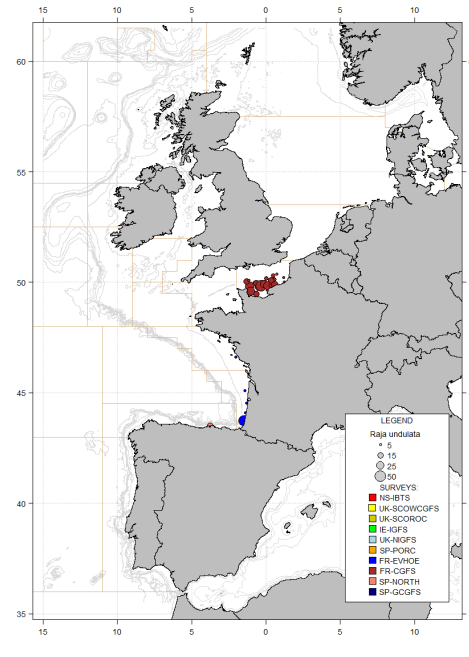 15 10 5 0 5 10
60
55
50
45
40
35
LEGEND
Raja undulata
5
15
25
50
SURVEYS:
NS-IBTS
UK-SCOWCGFS
UK-SCOROC
IE-IGFS
UK-NIGFS
SP-PORC
FR-EVHOE
FR-CGFS
SP-NORTH
SP-GCGFS
15 10 5 0 5 10